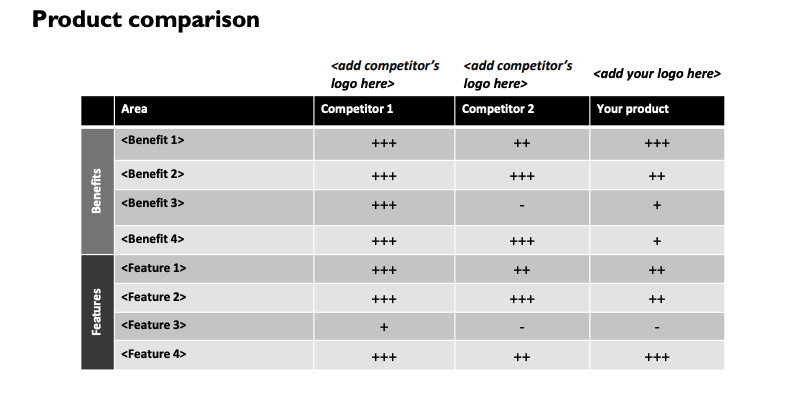 Product comparison
<add competitor's <add competitor's <add your logo here>
logo here> logo here>
Area Competitor 1 Competitor 2 Your product
Benefits
<Benefit 1> +++ ++ +++
<Benefit 2> +++ +++ ++
<Benefit 3> +++ - +
<Benefit 4> +++ +++ +
Features
<Feature 1> +++ ++ ++
<Feature 2> +++ +++ ++
<Feature 3> + - -
<Feature 4> +++ ++ +++